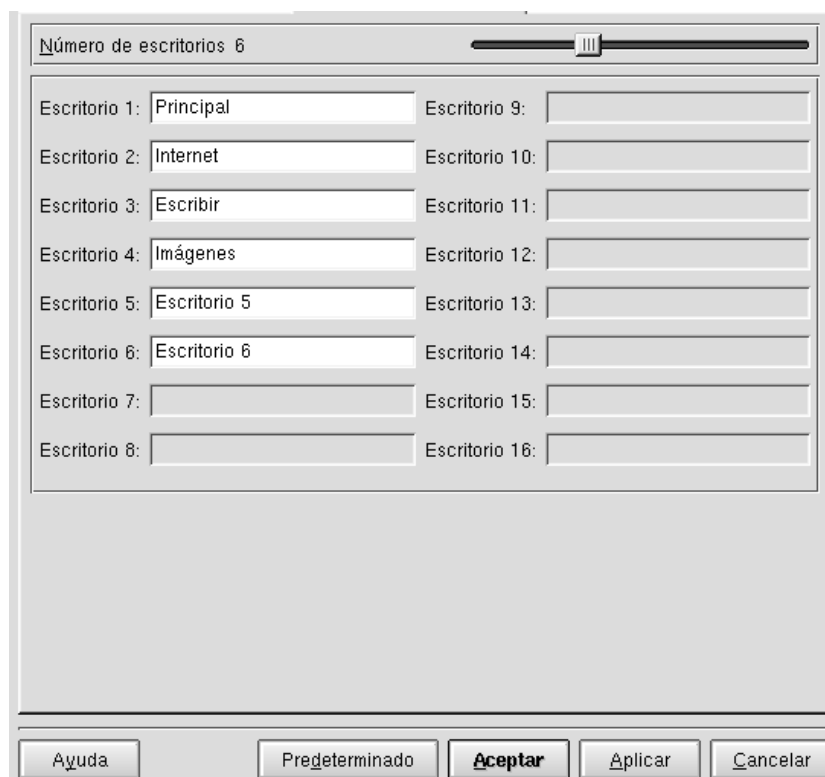 Número de escritorios 6
Escritorio 1: Principal
Escritorio 2: Internet
Escritorio 3: Escribir
Escritorio 4: Imágenes
Escritorio 5: Escritorio 5
Escritorio 6: Escritorio 6
Escritorio 7:
Escritorio 8:
Escritorio 9:
Escritorio 10:
Escritorio 11:
Escritorio 12:
Escritorio 13:
Escritorio 14:
Escritorio 15:
Escritorio 16:
Ayuda
Predeterminado
Aceptar
Aplicar
Cancelar